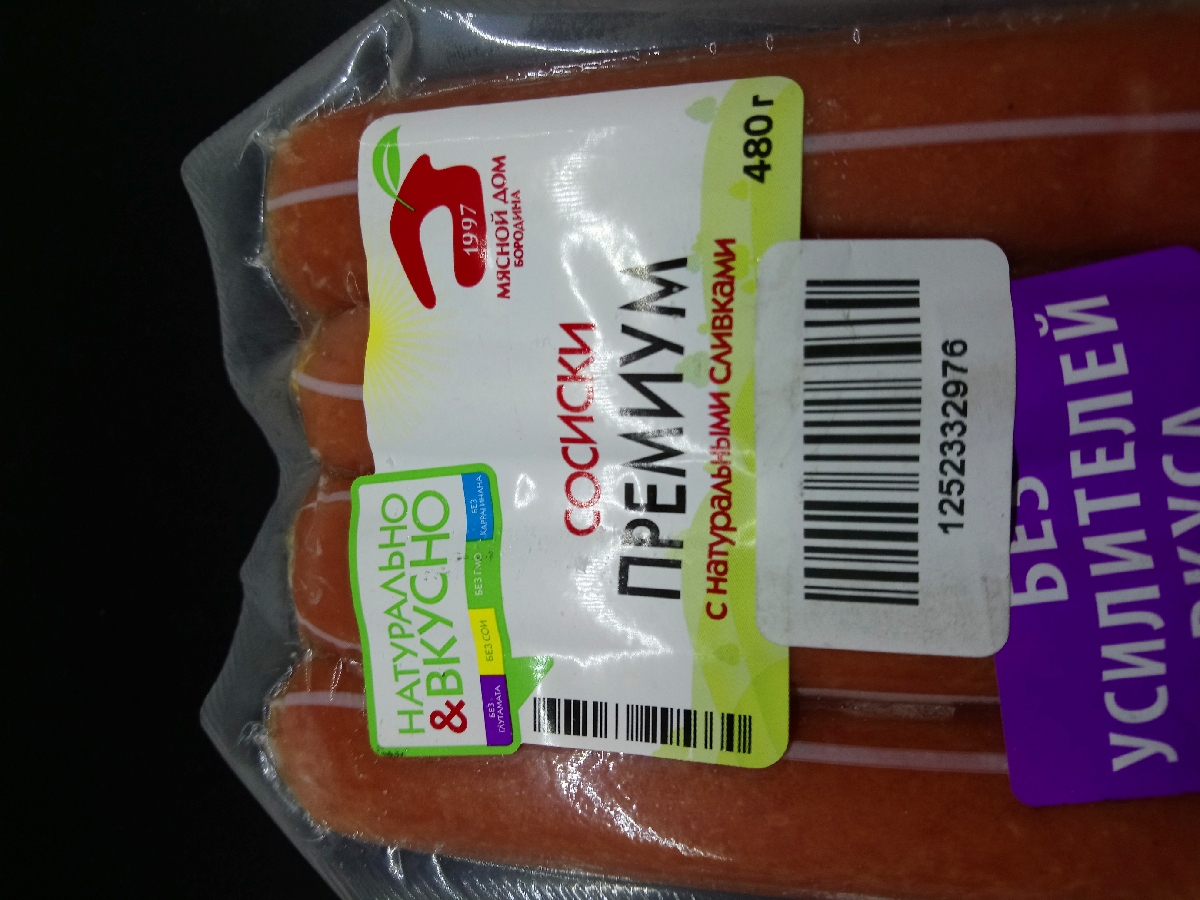 НАТУРАЛЬНО
&ВКУСНО
БЕЗ
ГЛУТАМАТА
БЕЗ СОИ
БЕЗ ГМО
БЕЗ
КАРРАГИНАНА
1997
МЯСНОЙ ДОМ
БОРОДИНА
СОСИСКИ
ПРЕМИУМ
С НАТУРАЛЬНЫМИ СЛИВКАМИ
480 г
1252332976
БЕЗ
УСИЛИТЕЛЕЙ
ВКУСА